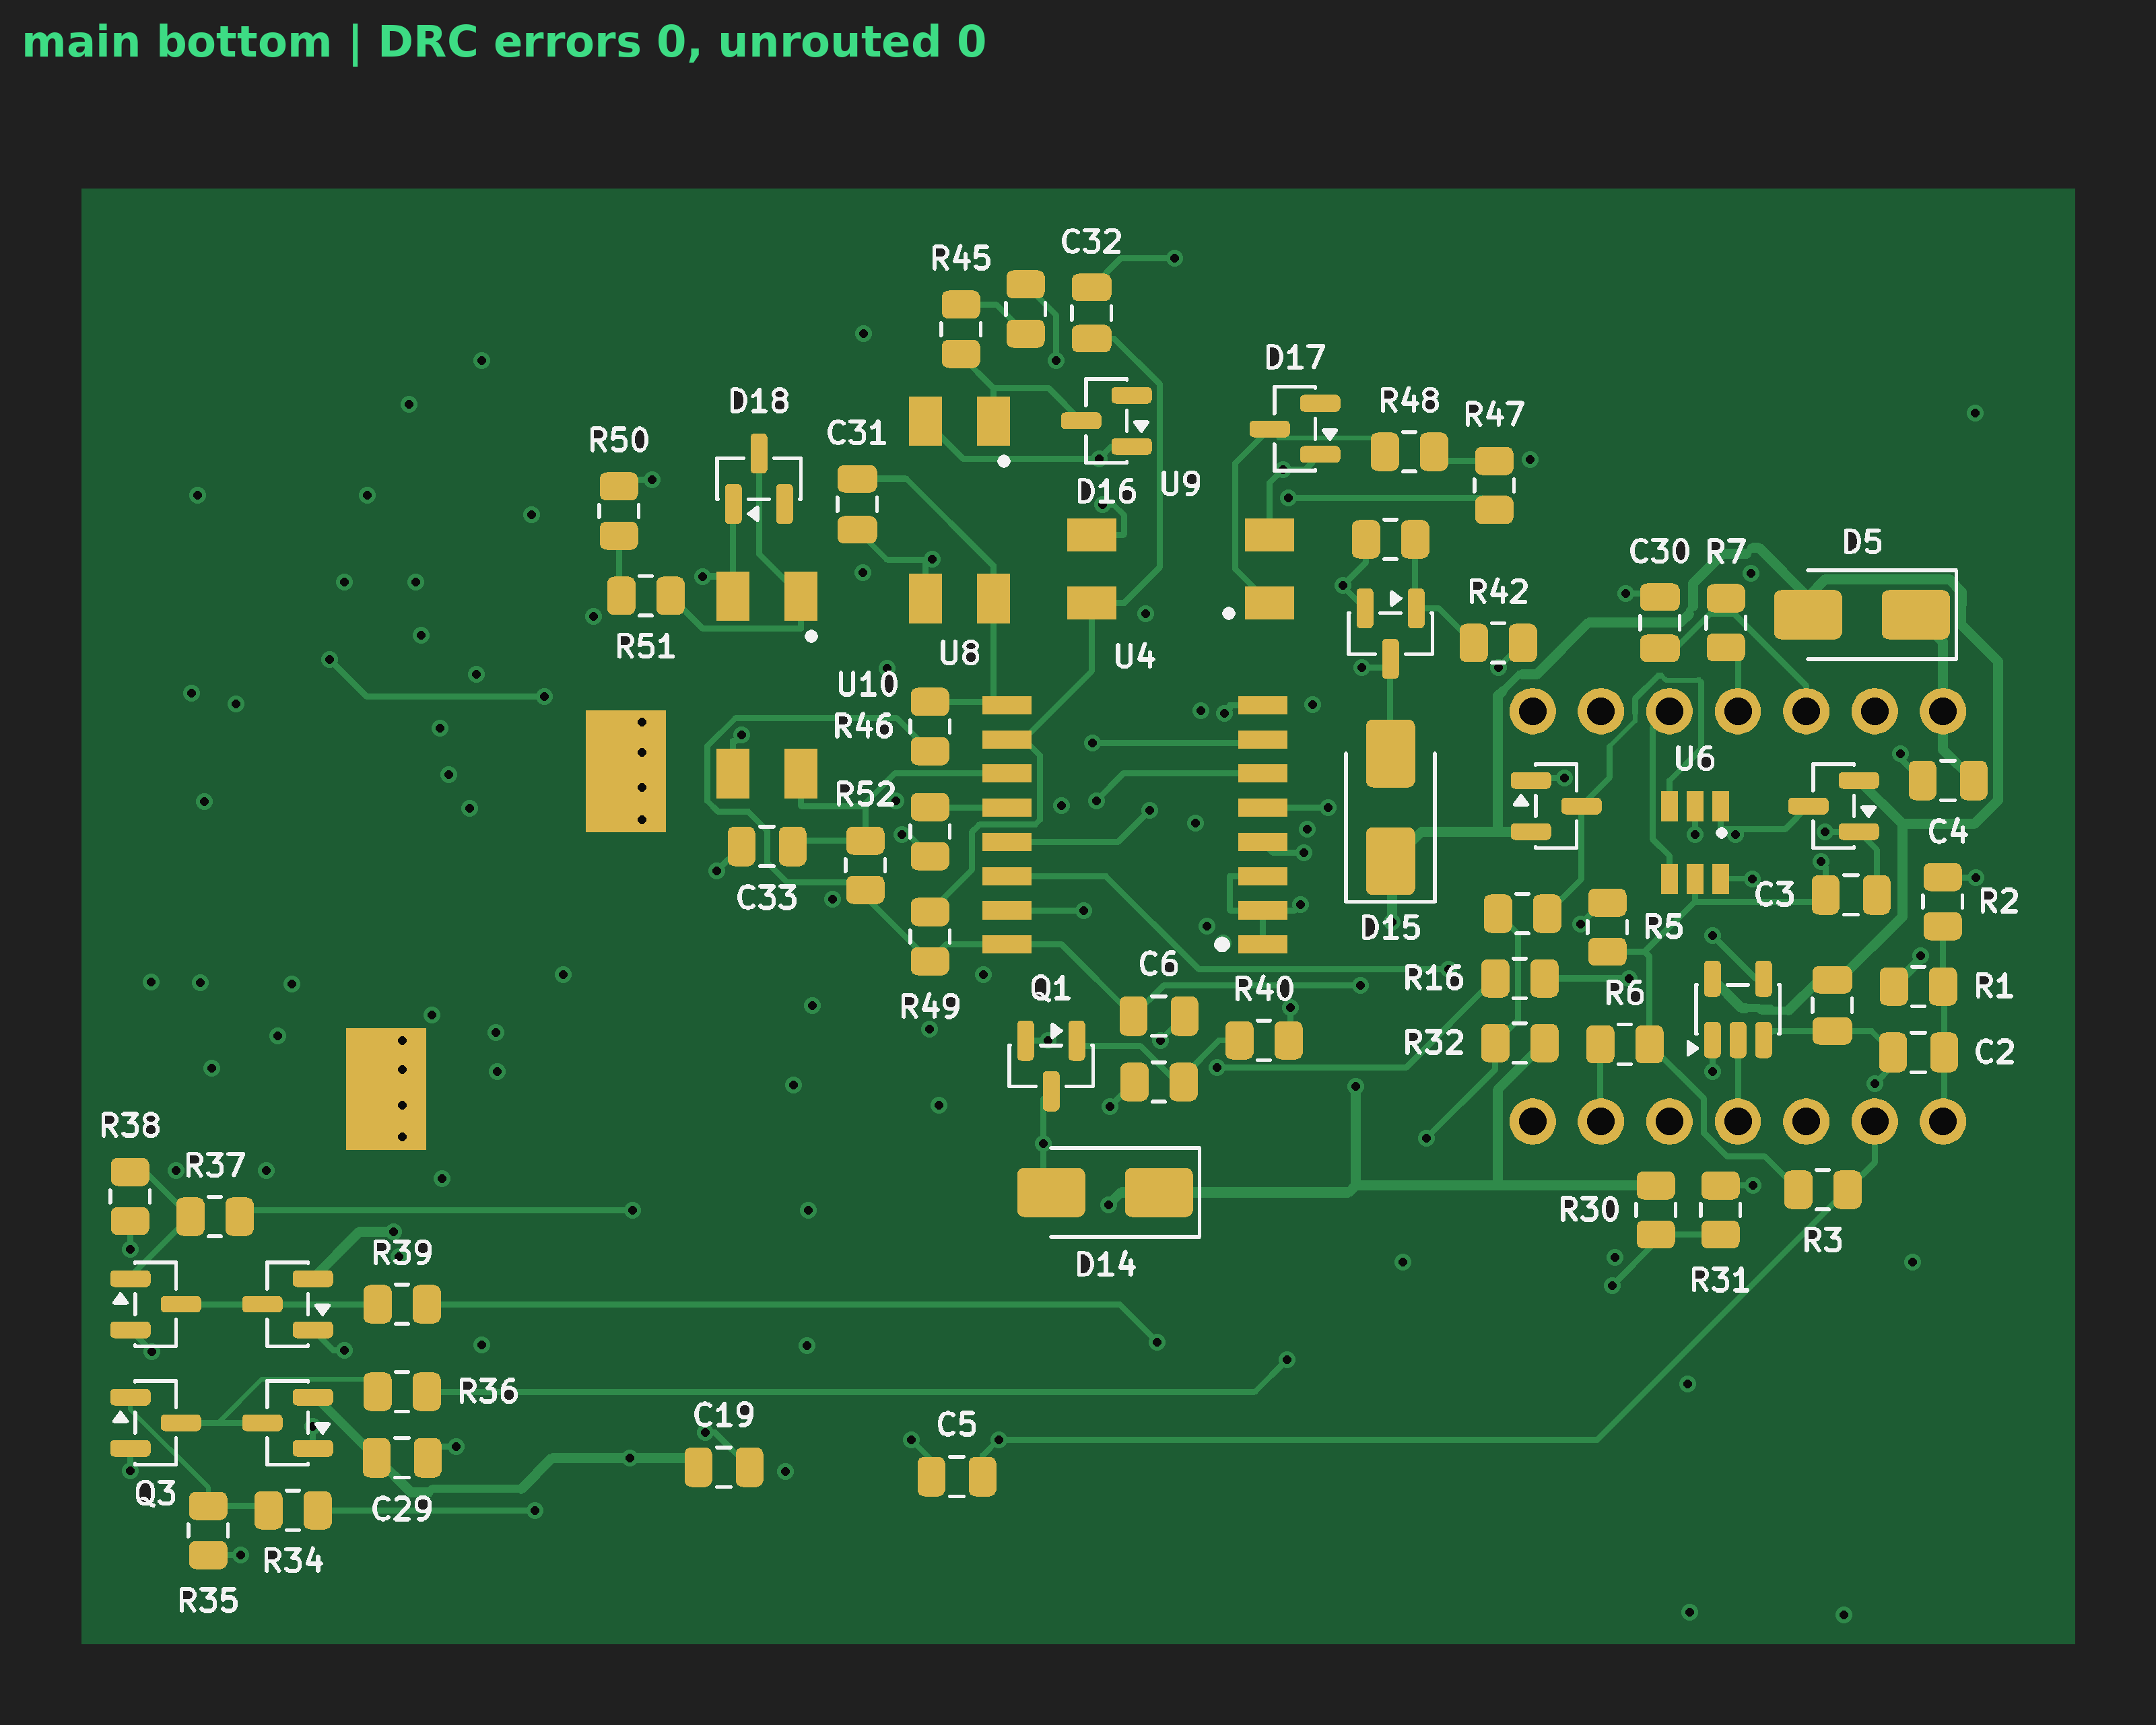 main bottom | DRC errors 0, unrouted 0
C32
R45
D17
D18
R48
R47
C31
R50
U9
D16
D5
C30
R7
R42
R51
U8
U4
U10
R46
U6
R52
C4
C33
C3
R2
D15
R5
C6
R16
R40
R1
Q1
R6
R49
R32
C2
R38
R37
R30
R3
R39
D14
R31
R36
C19
C5
Q3
C29
R34
R35